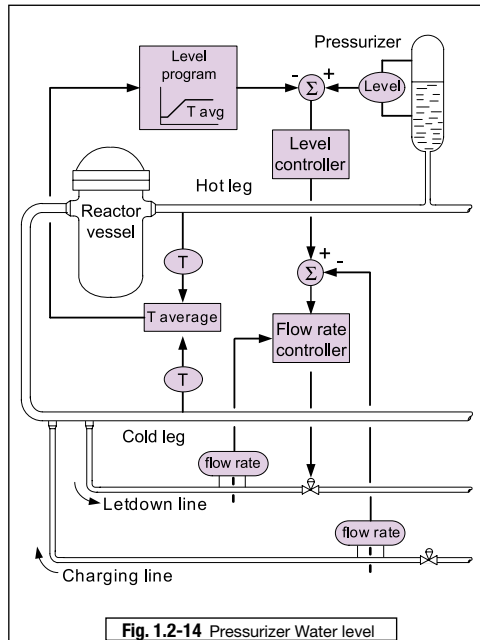 Pressurizer
Level
program
T avg
-
Σ
+
Level
Level
controller
Hot leg
Reactor
vessel
T
Σ
+
-
T average
Flow rate
controller
T
Cold leg
flow rate
Letdown line
flow rate
Charging line
Fig. 1.2-14 Pressurizer Water level